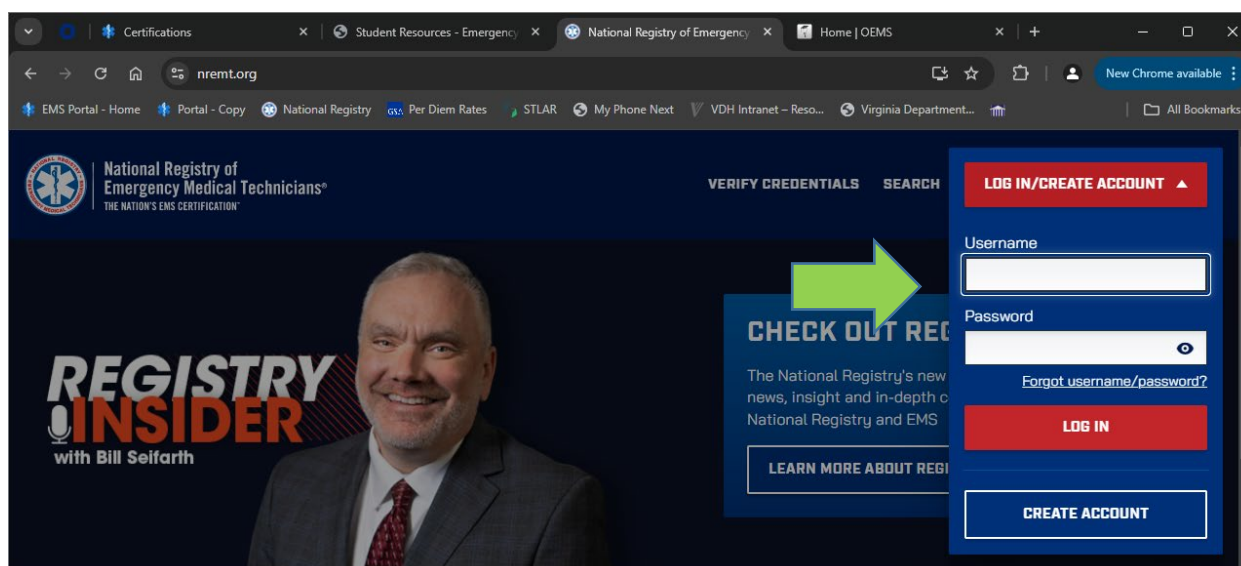 Certifications
Student Resources - Emergency
National Registry of Emergency
Home | OEMS
nremt.org
New Chrome available
EMS Portal - Home
Portal - Copy
National Registry
GSA
Per Diem Rates
STLAR
My Phone Next
VDH Intranet – Reso...
Virginia Department...
All Bookmarks
National Registry of
Emergency Medical Technicians®
THE NATION'S EMS CERTIFICATION™
VERIFY CREDENTIALS
SEARCH
LOG IN/CREATE ACCOUNT
Username
Password
Forgot username/password?
LOG IN
CREATE ACCOUNT
REGISTRY
INSIDER
with Bill Seifarth
CHECK OUT REG
The National Registry's new
news, insight and in-depth c
National Registry and EMS
LEARN MORE ABOUT REGI